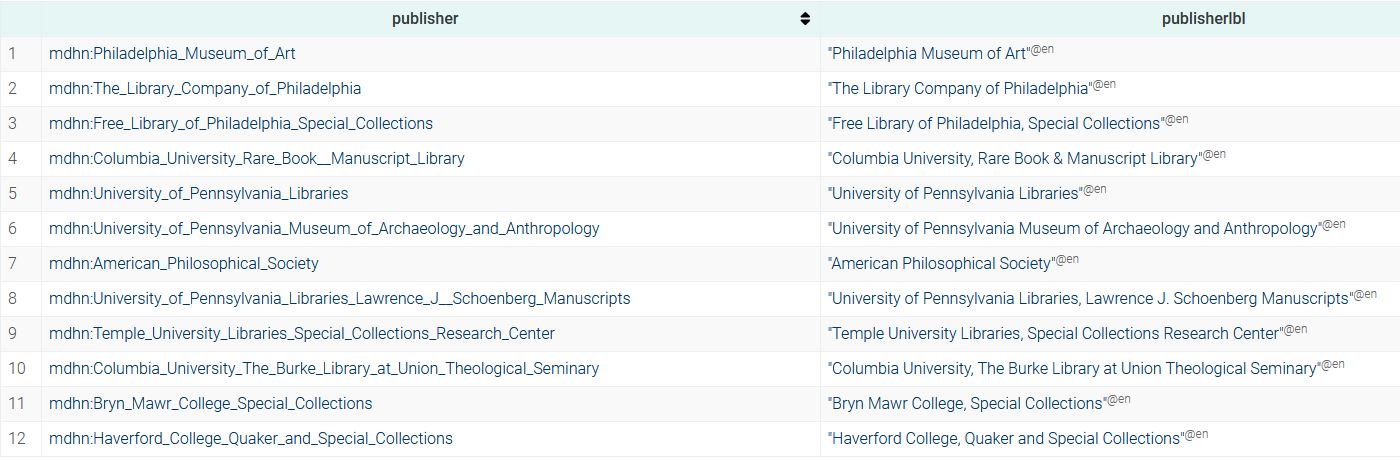 publisher publisherlbl
1 mdhn:Philadelphia_Museum_of_Art "Philadelphia Museum of Art"@en
2 mdhn:The_Library_Company_of_Philadelphia "The Library Company of Philadelphia"@en
3 mdhn:Free_Library_of_Philadelphia_Special_Collections "Free Library of Philadelphia, Special Collections"@en
4 mdhn:Columbia_University_Rare_Book__Manuscript_Library "Columbia University, Rare Book & Manuscript Library"@en
5 mdhn:University_of_Pennsylvania_Libraries "University of Pennsylvania Libraries"@en
6 mdhn:University_of_Pennsylvania_Museum_of_Archaeology_and_Anthropology "University of Pennsylvania Museum of Archaeology and Anthropology"@en
7 mdhn:American_Philosophical_Society "American Philosophical Society"@en
8 mdhn:University_of_Pennsylvania_Libraries_Lawrence_J__Schoenberg_Manuscripts "University of Pennsylvania Libraries, Lawrence J. Schoenberg Manuscripts"@en
9 mdhn:Temple_University_Libraries_Special_Collections_Research_Center "Temple University Libraries, Special Collections Research Center"@en
10 mdhn:Columbia_University_The_Burke_Library_at_Union_Theological_Seminary "Columbia University, The Burke Library at Union Theological Seminary"@en
11 mdhn:Bryn_Mawr_College_Special_Collections "Bryn Mawr College, Special Collections"@en
12 mdhn:Haverford_College_Quaker_and_Special_Collections "Haverford College, Quaker and Special Collections"@en